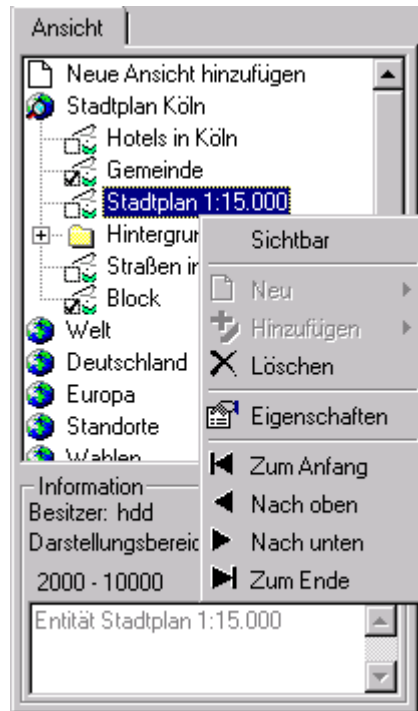 Ansicht
Neue Ansicht hinzufügen
Stadtplan Köln
Hotels in Köln
Gemeinde
Stadtplan 1:15.000
Sichtbar
Straßen
Neu
Block
Hinzufügen
Welt
Deutschland
Löschen
Europa
Eigenschaften
Standorte
Wahlen
Zum Anfang
Information
Besitzer: hdd
Nach oben
Nach unten
2000 - 10000
Zum Ende
Entität Stadtplan 1:15.000